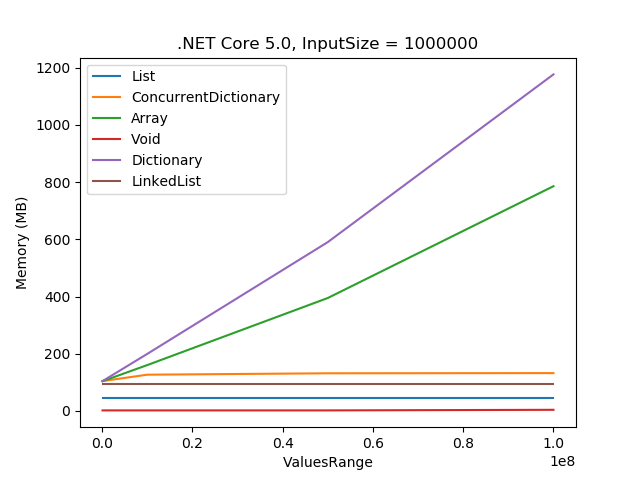 .NET Core 5.0, InputSize = 1000000
List
ConcurrentDictionary
Array
Void
Dictionary
LinkedList
Memory (MB)
1200
1000
800
600
400
200
0
0.0 0.2 0.4 0.6 0.8 1.0
1e8
ValuesRange